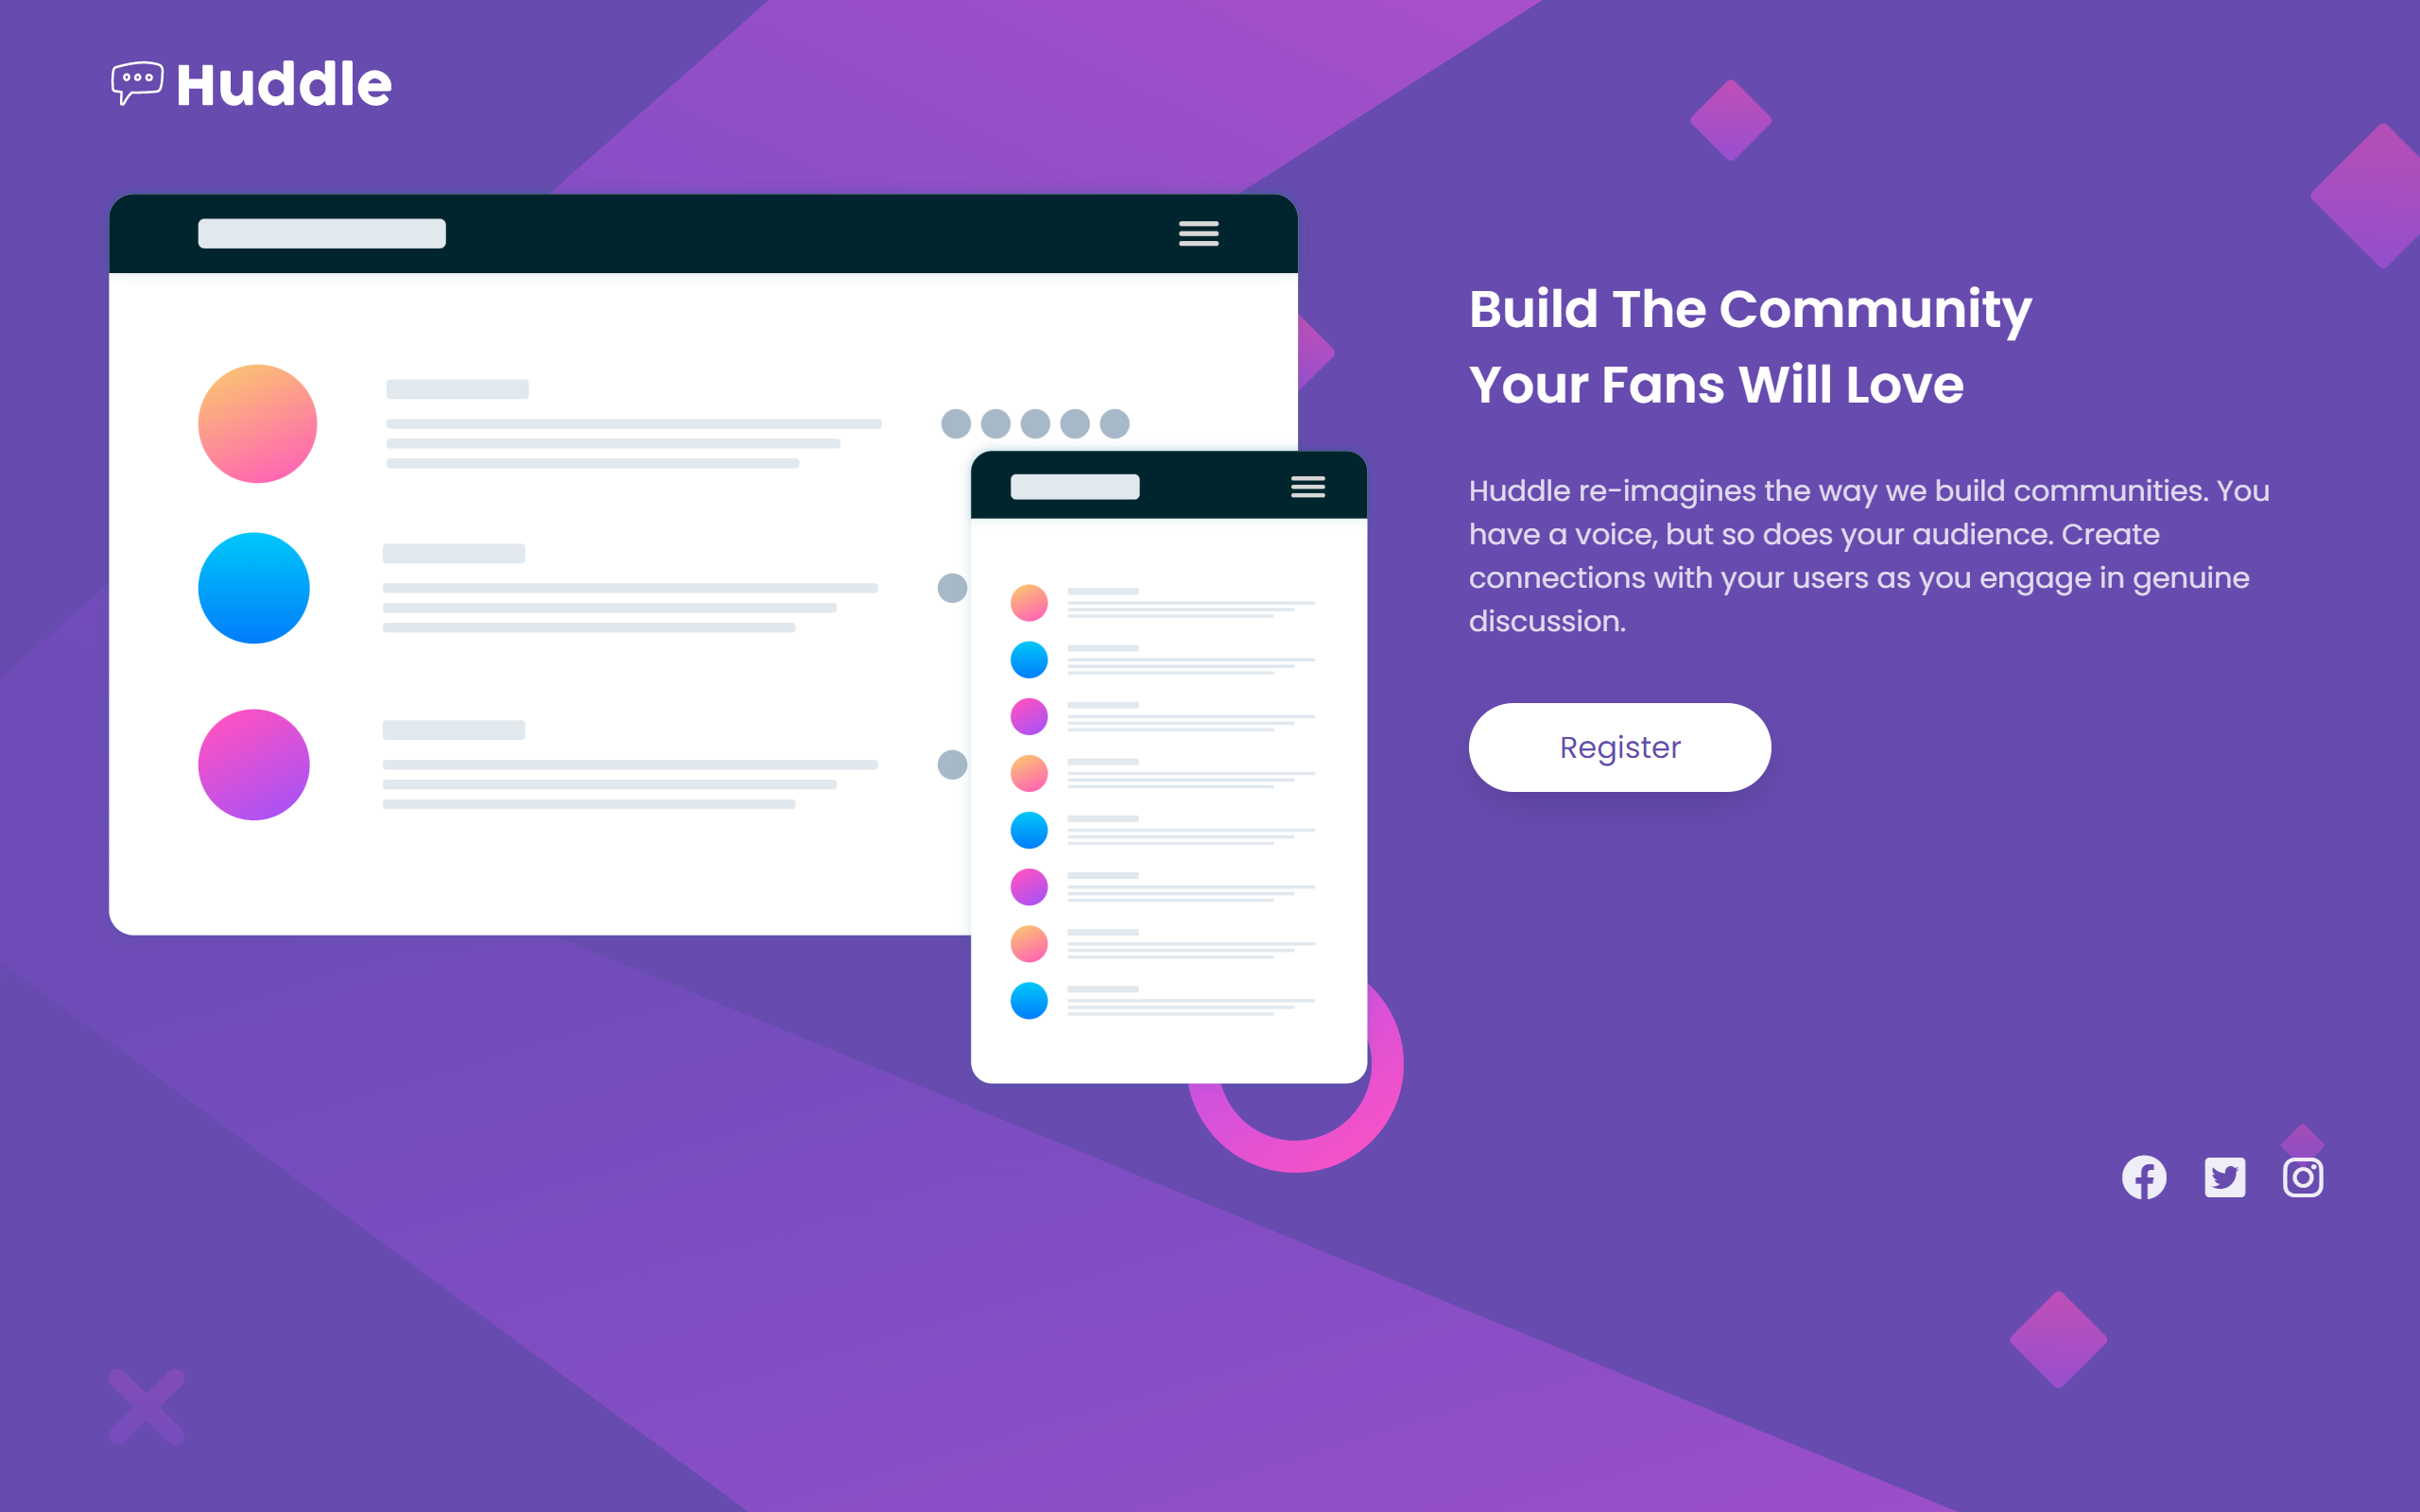 Huddle
Build The Community
Your Fans Will Love
Huddle re-imagines the way we build communities. You
have a voice, but so does your audience. Create
connections with your users as you engage in genuine
discussion.
Register